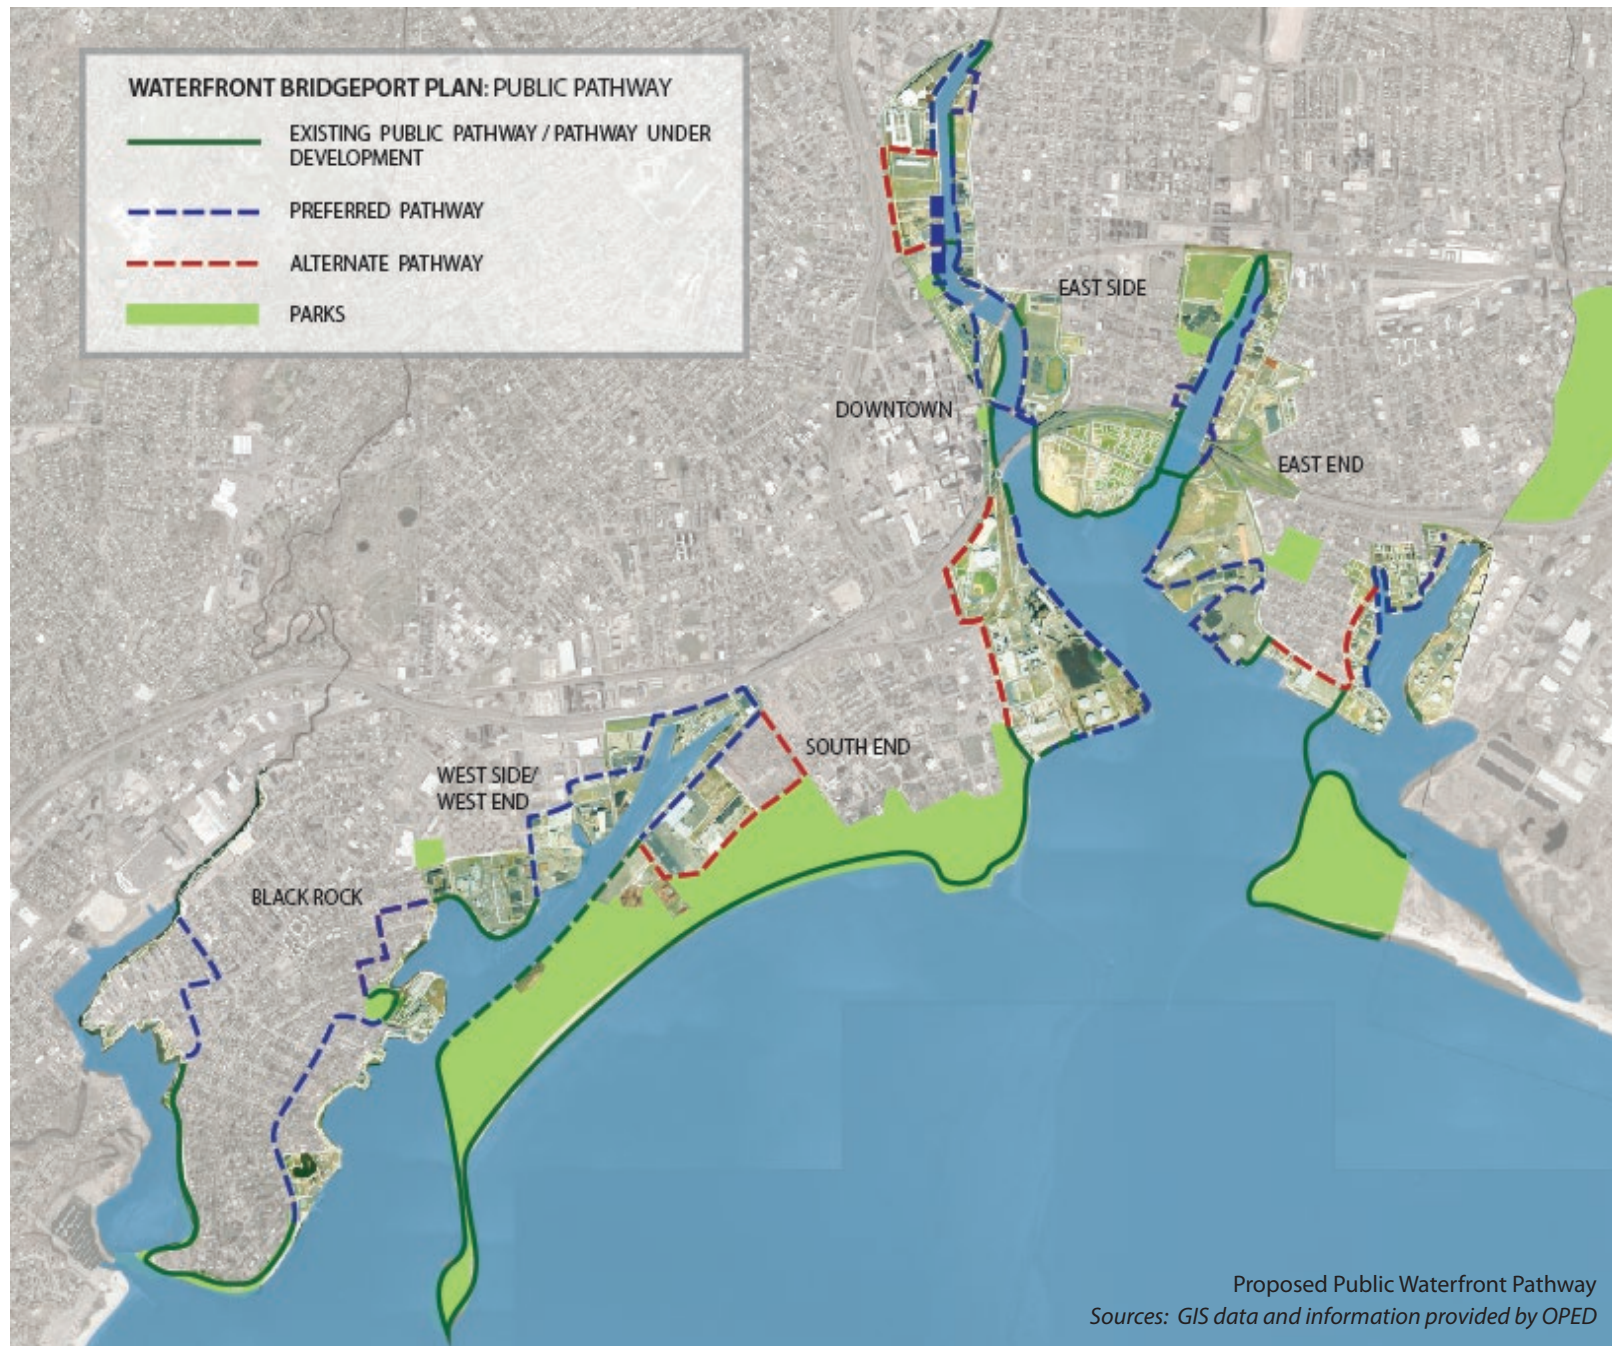 WATERFRONT BRIDGEPORT PLAN: PUBLIC PATHWAY
EXISTING PUBLIC PATHWAY / PATHWAY UNDER
DEVELOPMENT
PREFERRED PATHWAY
ALTERNATE PATHWAY
PARKS
EAST SIDE
DOWNTOWN
EAST END
SOUTH END
WEST SIDE/
WEST END
BLACK ROCK
Proposed Public Waterfront Pathway
Sources: GIS data and information provided by OPED